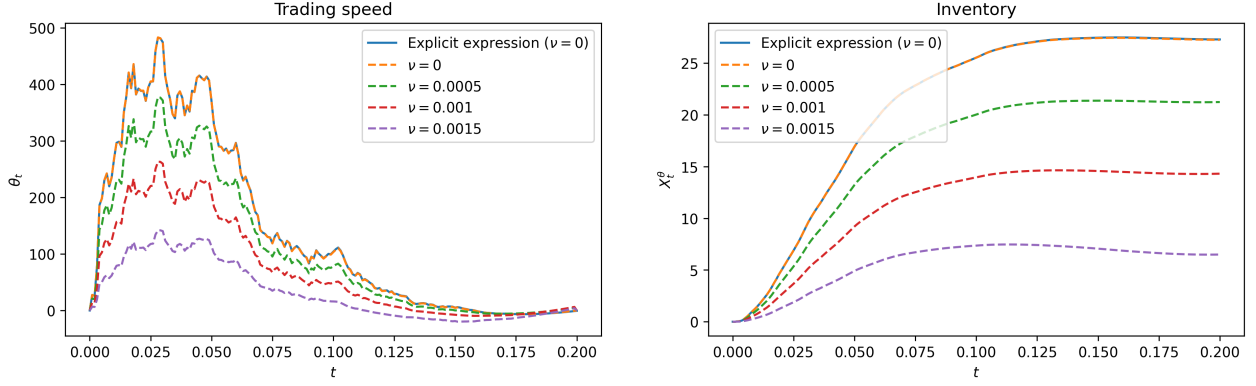 Trading speed
θt
500
400
300
200
100
0
0.000 0.025 0.050 0.075 0.100 0.125 0.150 0.175 0.200
t
Explicit expression (ν = 0)
ν = 0
ν = 0.0005
ν = 0.001
ν = 0.0015
Inventory
Xtθ
25
20
15
10
5
0
0.000 0.025 0.050 0.075 0.100 0.125 0.150 0.175 0.200
t
Explicit expression (ν = 0)
ν = 0
ν = 0.0005
ν = 0.001
ν = 0.0015